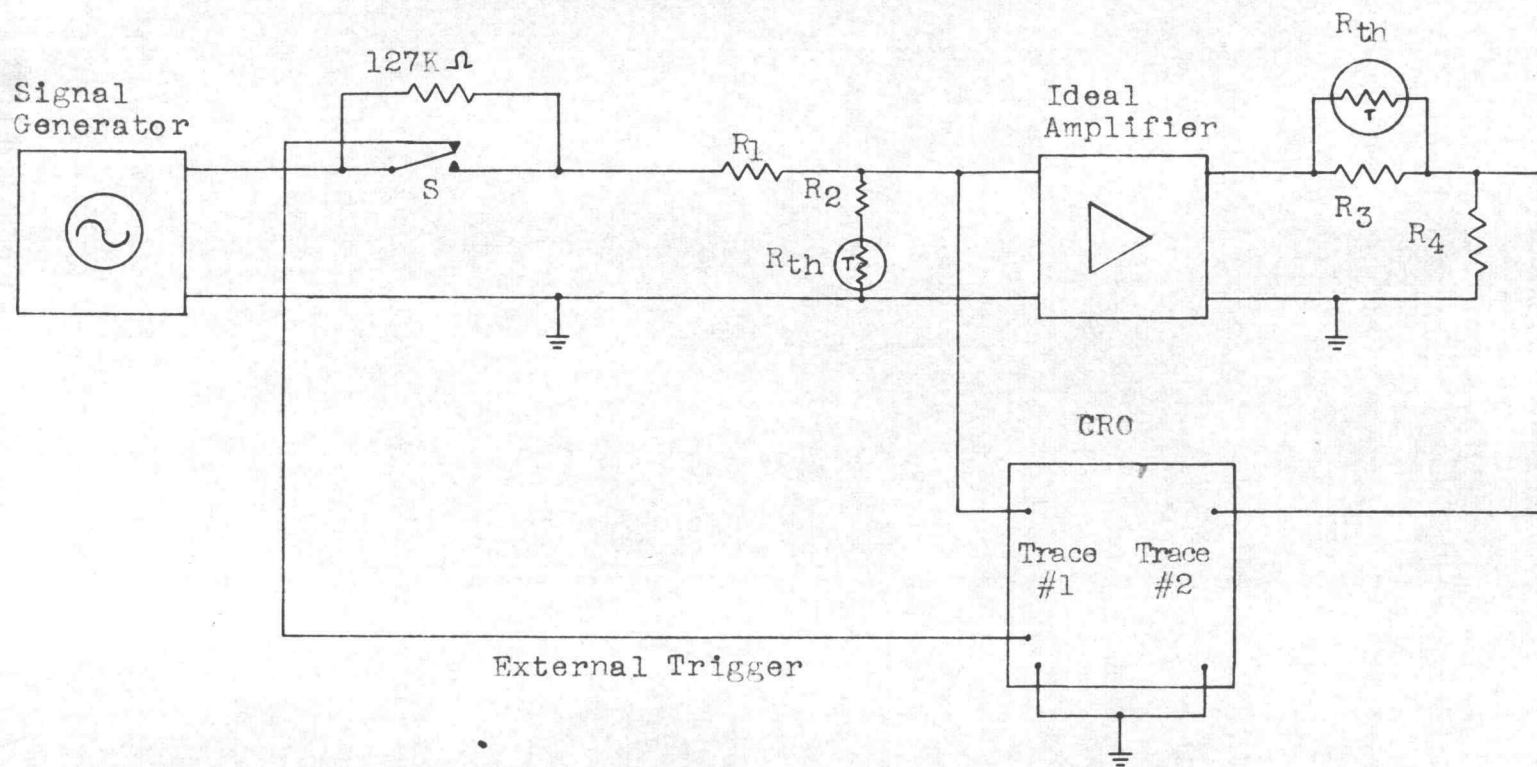 127K Ω
Signal
Generator
S
R1
R2
Rth
Ideal
Amplifier
Rth
R3
R4
CRO
Trace
#1
Trace
#2
External Trigger
T
T